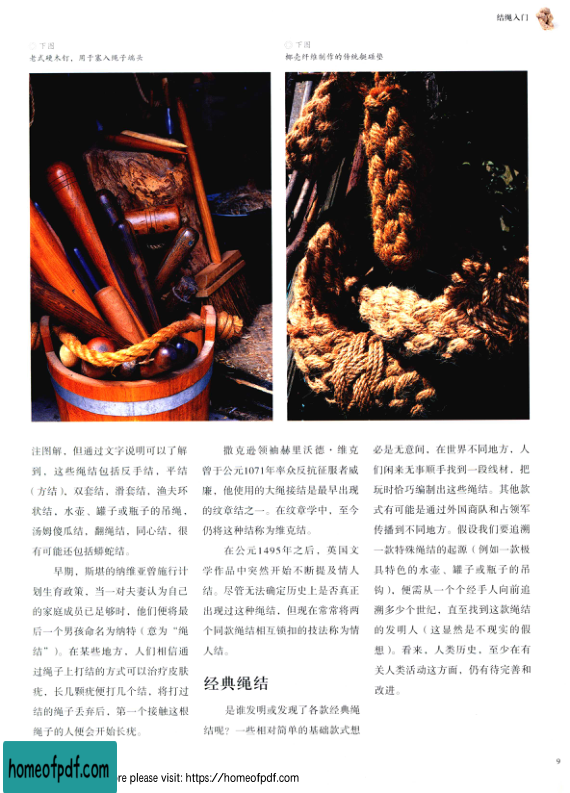 结绳入门
◎ 下图
老式硬木钉，用于塞入绳子端头
◎ 下图
椰壳纤维制作的传统艇碰垫
注图解，但通过文字说明可以了解
到，这些绳结包括反手结，平结
（方结），双套结，滑套结，渔夫环
状结，水壶、罐子或瓶子的吊绳，
汤姆傻瓜结，翻绳结，同心结，很
有可能还包括蟒蛇结。
早期，斯堪的纳维亚曾施行计
划生育政策，当一对夫妻认为自己
的家庭成员已足够时，他们便将最
后一个男孩命名为纳特（意为“绳
结”）。在某些地方，人们相信通
过绳子上打结的方式可以治疗皮肤
疣，长几颗疣便打几个结，将打过
结的绳子丢弃后，第一个接触这根
绳子的人便会开始长疣。
撒克逊领袖赫里沃德·维克
曾于公元1071年率众反抗征服者威
廉，他使用的大绳接结是最早出现
的纹章结之一。在纹章学中，至今
仍将这种结称为维克结。
在公元1495年之后，英国文
学作品中突然开始不断提及情人
结。尽管无法确定历史上是否真正
出现过这种绳结，但现在常常将两
个同款绳结相互锁扣的技法称为情
人结。
经典绳结
是谁发明或发现了各款经典绳
结呢？一些相对简单的基础款式想
必是无意间，在世界不同地方，人
们闲来无事顺手找到一段线材，把
玩时恰巧编制出这些绳结。其他款
式有可能是通过外国商队和占领军
传播到不同地方。假设我们要追溯
一款特殊绳结的起源（例如一款极
具特色的水壶、罐子或瓶子的吊
钩），便需从一个个经手人向前追
溯多少个世纪，直至找到这款绳结
的发明人（这显然是不现实的假
想）。看来，人类历史，至少在有
关人类活动这方面，仍有待完善和
改进。
9
homeofpdf.com
re please visit: https://homeofpdf.com